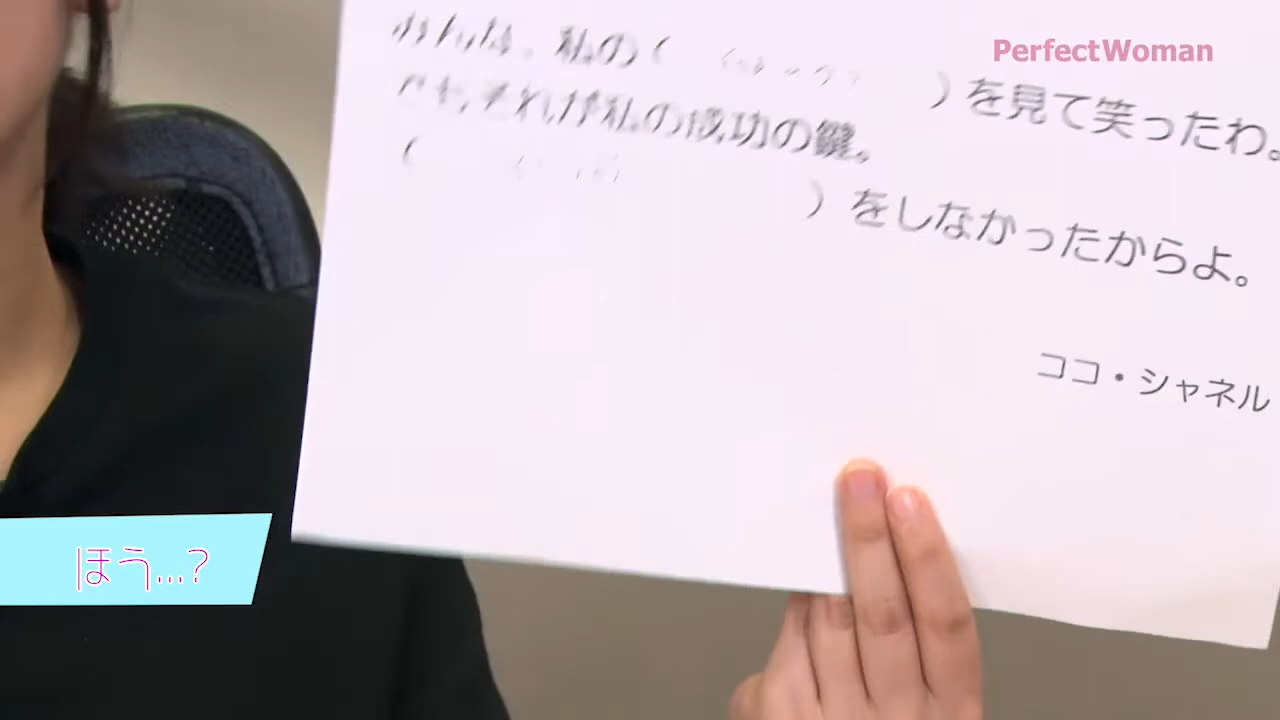 PerfectWoman
みんな、私の(　　　)を見て笑ったわ。
でも、それが私の成功の鍵。
(　　　)をしなかったからよ。
ココ・シャネル
ほう…?